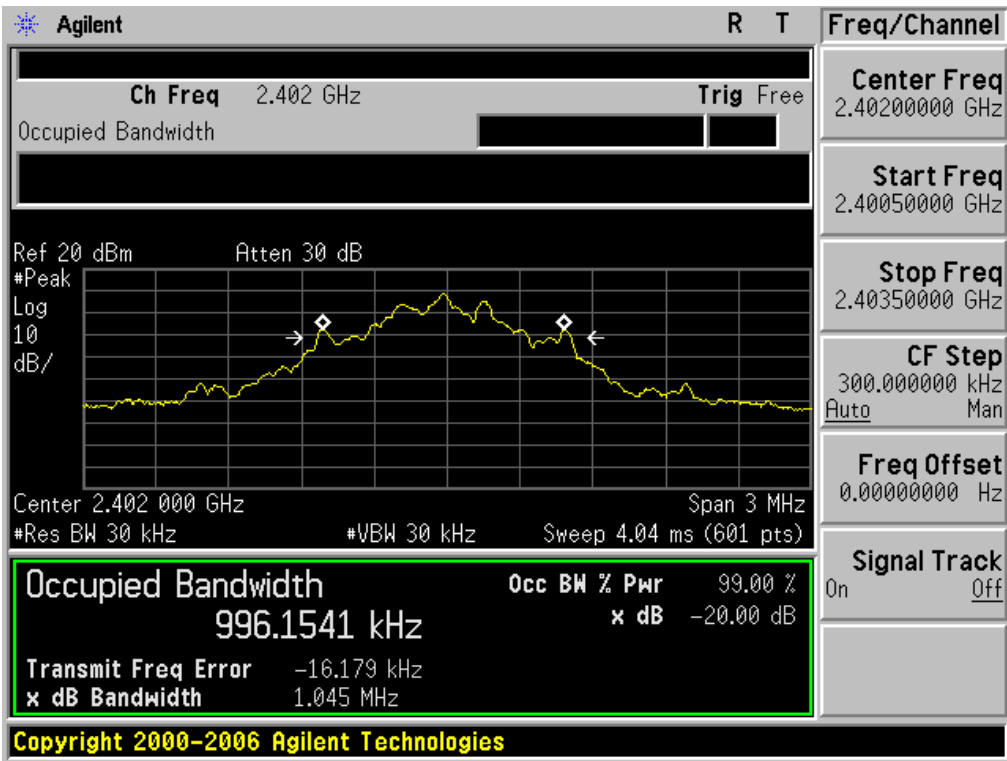 Agilent R T
Freq/Channel
Ch Freq 2.402 GHz Trig Free
Occupied Bandwidth
Center Freq
2.40200000 GHz
Start Freq
2.40050000 GHz
Stop Freq
2.40350000 GHz
CF Step
300.000000 kHz
Auto Man
Freq Offset
0.00000000 Hz
Signal Track
On Off
Ref 20 dBm Atten 30 dB
#Peak
Log
10
dB/
Center 2.402 000 GHz Span 3 MHz
#Res BW 30 kHz #VBW 30 kHz Sweep 4.04 ms (601 pts)
Occupied Bandwidth
996.1541 kHz
Occ BW % Pwr 99.00 %
x dB -20.00 dB
Transmit Freq Error -16.179 kHz
x dB Bandwidth 1.045 MHz
Copyright 2000-2006 Agilent Technologies